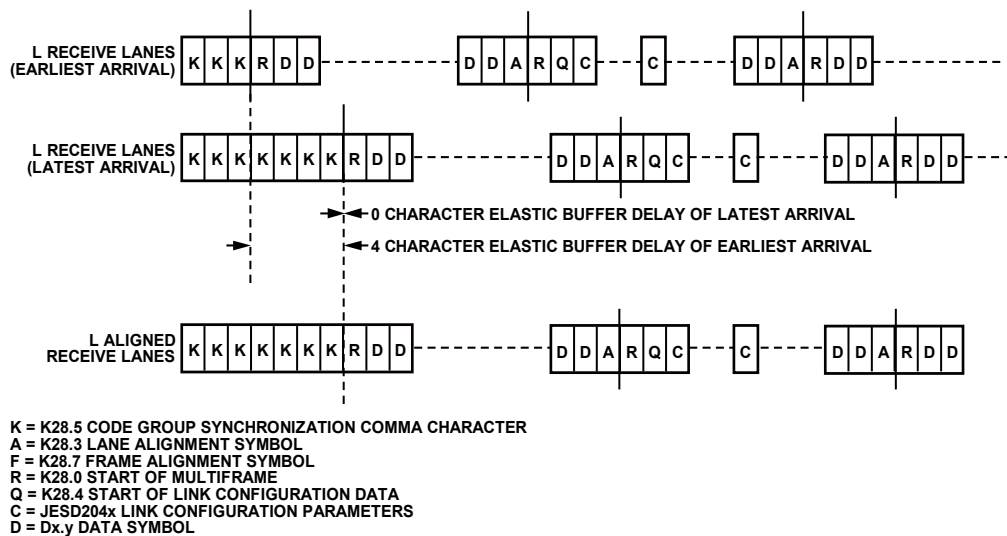 L RECEIVE LANES
(EARLIEST ARRIVAL)
K K K R D D
D D A R Q C
C
D D A R D D
L RECEIVE LANES
(LATEST ARRIVAL)
K K K K K K K R D D
D D A R Q C
C
D D A R D D
0 CHARACTER ELASTIC BUFFER DELAY OF LATEST ARRIVAL
4 CHARACTER ELASTIC BUFFER DELAY OF EARLIEST ARRIVAL
L ALIGNED
RECEIVE LANES
K K K K K K K R D D
D D A R Q C
C
D D A R D D
K = K28.5 CODE GROUP SYNCHRONIZATION COMMA CHARACTER
A = K28.3 LANE ALIGNMENT SYMBOL
F = K28.7 FRAME ALIGNMENT SYMBOL
R = K28.0 START OF MULTIFRAME
Q = K28.4 START OF LINK CONFIGURATION DATA
C = JESD204x LINK CONFIGURATION PARAMETERS
D = Dx.y DATA SYMBOL